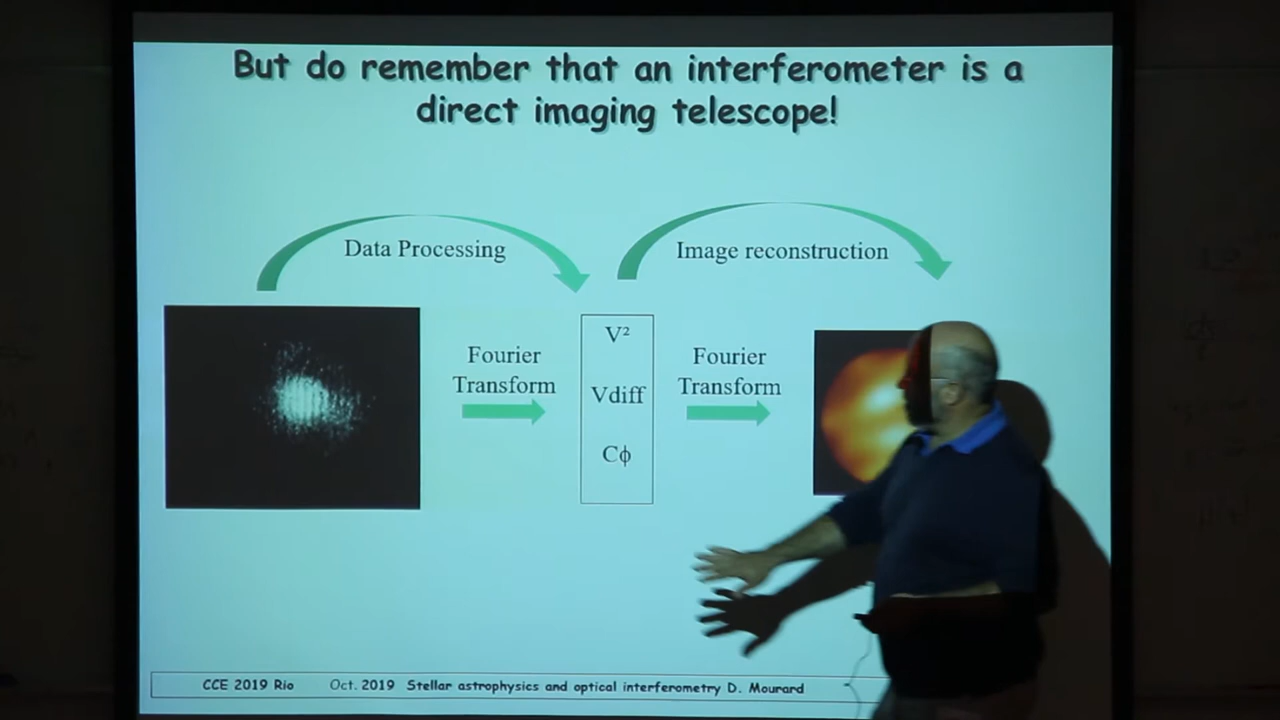 But do remember that an interferometer is a
direct imaging telescope!
Data Processing
Image reconstruction
Fourier
Transform
V²
Vdiff
Cϕ
Fourier
Transform
CCE 2019 Rio Oct. 2019 Stellar astrophysics and optical interferometry D. Mourard